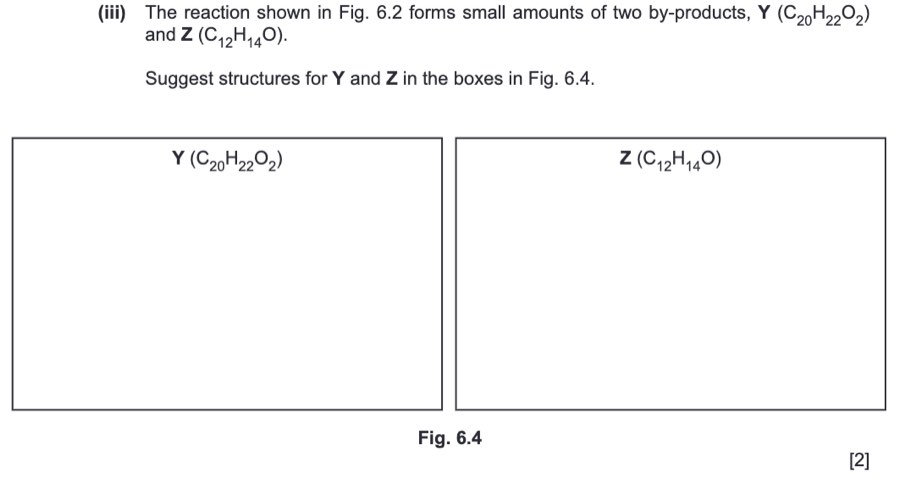 (iii) The reaction shown in Fig. 6.2 forms small amounts of two by-products, Y (C₂₀H₂₂O₂)
and Z (C₁₂H₁₄O).
Suggest structures for Y and Z in the boxes in Fig. 6.4.
Y (C₂₀H₂₂O₂)
Z (C₁₂H₁₄O)
Fig. 6.4
[2]